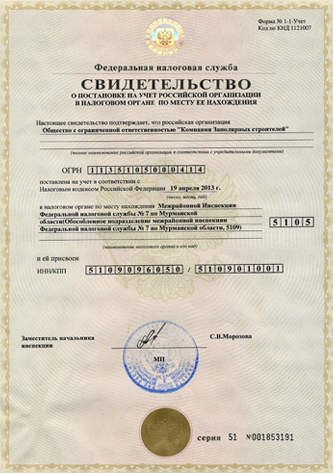 Форма № 1-1-Учет
Код по КНД 1121007
Федеральная налоговая служба
СВИДЕТЕЛЬСТВО
О ПОСТАНОВКЕ НА УЧЕТ РОССИЙСКОЙ ОРГАНИЗАЦИИ
В НАЛОГОВОМ ОРГАНЕ ПО МЕСТУ ЕЕ НАХОЖДЕНИЯ
Настоящее свидетельство подтверждает, что российская организация
Общество с ограниченной ответственностью "Компания Заполярных строителей"
(полное наименование российской организации в соответствии с учредительными документами)
ОГРН 1135105000414
поставлена на учет в соответствии с
Налоговым кодексом Российской Федерации 19 апреля 2013 г.
(число, месяц, год)
в налоговом органе по месту нахождения Межрайонной Инспекции
Федеральной налоговой службы № 7 по Мурманской
области(Обособленное подразделение межрайонной инспекции 5105
Федеральной налоговой службы № 7 по Мурманской области, 5109)
(наименование налогового органа и его код)
и ей присвоен
ИНН/КПП 5109096050 / 510901001
Заместитель начальника С.В.Морозова
инспекции
МП
серия 51 №001853191